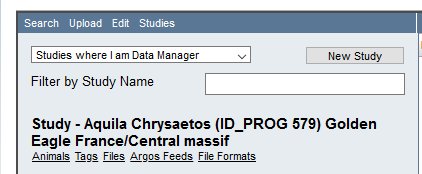 Search Upload Edit Studies
Studies where I am Data Manager New Study
Filter by Study Name
Study - Aquila Chrysaetos (ID_PROG 579) Golden
Eagle France/Central massif
Animals Tags Files Argos Feeds File Formats